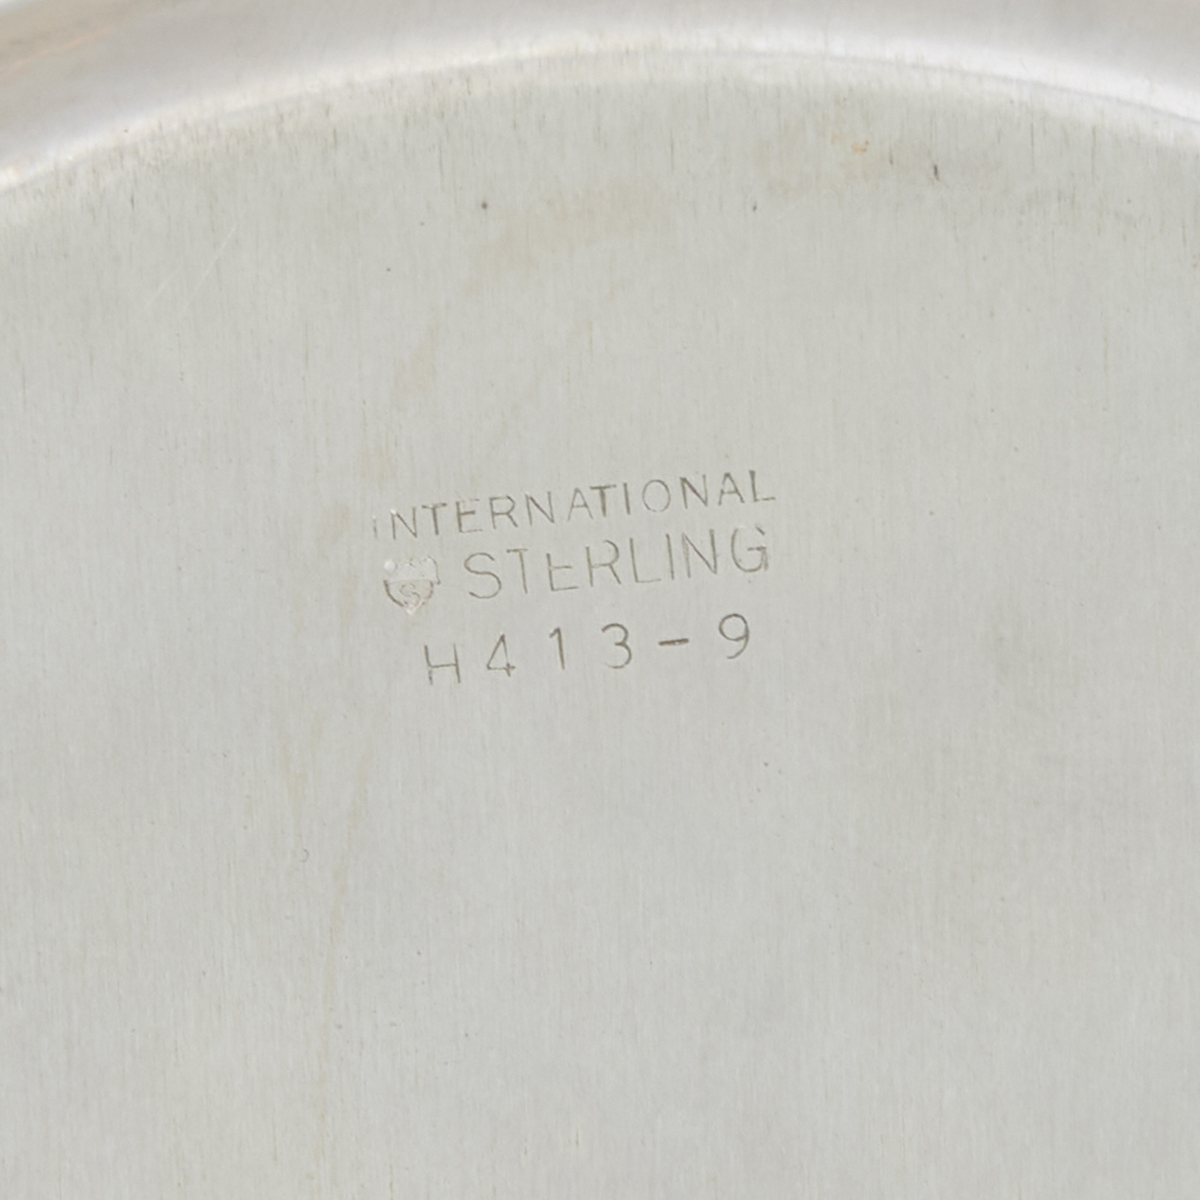 INTERNATIONAL
S STERLING
H413-9